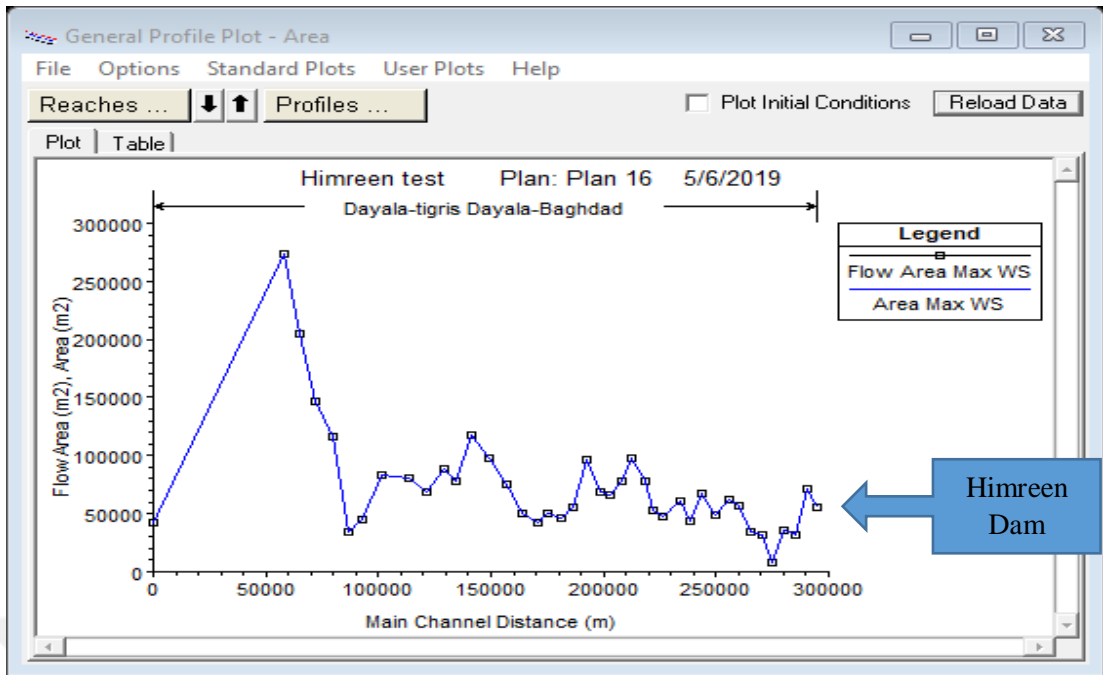 General Profile Plot - Area
File Options Standard Plots User Plots Help
Reaches ... Profiles ... Plot Initial Conditions Reload Data
Plot Table
Himreen test Plan: Plan 16 5/6/2019
Dayala-tigris Dayala-Baghdad
300000
250000
200000
150000
100000
50000
0
Flow Area (m2), Area (m2)
0 50000 100000 150000 200000 250000 300000
Main Channel Distance (m)
Legend
Flow Area Max WS
Area Max WS
Himreen
Dam